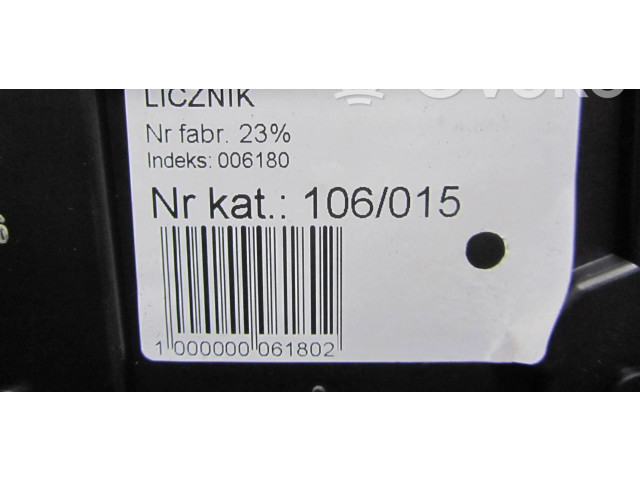 LICZNIK
Nr fabr. 23%
Indeks: 006180
Nr kat.: 106/015
1 000000 061802